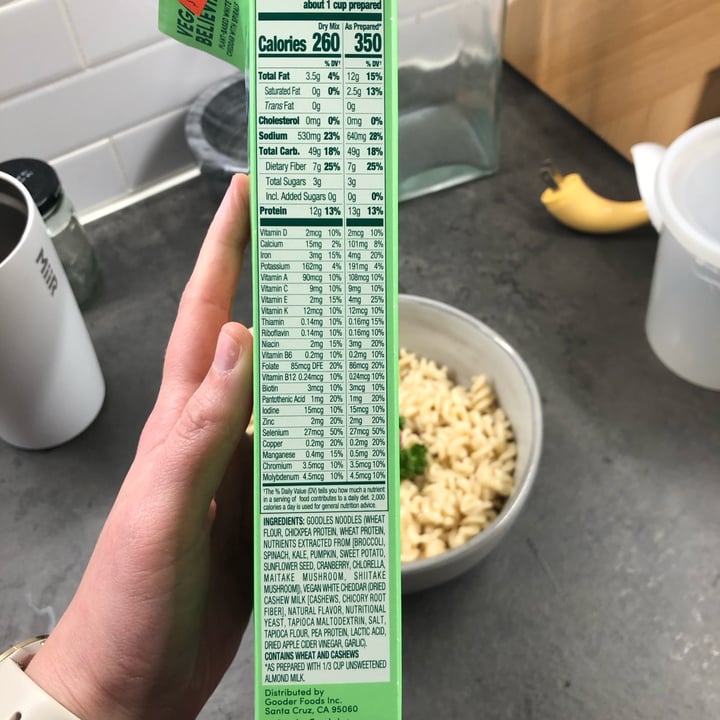 VEG
BELIEV
PLANT-BASED WHITE
CHEDDAR WITH SPIRALS
about 1 cup prepared
Dry Mix As Prepared*
Calories 260 350
% DV† % DV†
Total Fat 3.5g 4% 12g 15%
Saturated Fat 0g 0% 2.5g 13%
Trans Fat 0g 0g
Cholesterol 0mg 0% 0mg 0%
Sodium 530mg 23% 640mg 28%
Total Carb. 49g 18% 49g 18%
Dietary Fiber 7g 25% 7g 25%
Total Sugars 3g 3g
Incl. Added Sugars 0g 0%
Protein 12g 13% 13g 13%
Vitamin D 2mcg 10% 2mcg 10%
Calcium 15mg 2% 101mg 8%
Iron 3mg 15% 4mg 20%
Potassium 162mg 4% 191mg 4%
Vitamin A 90mcg 10% 108mcg 10%
Vitamin C 9mg 10% 9mg 10%
Vitamin E 2mg 15% 4mg 25%
Vitamin K 12mcg 10% 12mcg 10%
Thiamin 0.14mg 10% 0.16mg 15%
Riboflavin 0.14mg 10% 0.16mg 10%
Niacin 2mg 15% 3mg 20%
Vitamin B6 0.2mg 10% 0.2mg 10%
Folate 85mcg DFE 20% 86mcg 20%
Vitamin B12 0.24mcg 10% 0.24mcg 10%
Biotin 3mcg 10% 3mcg 10%
Pantothenic Acid 1mg 20% 1mg 20%
Iodine 15mcg 10% 15mcg 10%
Zinc 2mg 20% 2mg 20%
Selenium 27mcg 50% 27mcg 50%
Copper 0.2mg 20% 0.2mg 20%
Manganese 0.4mg 15% 0.5mg 20%
Chromium 3.5mcg 10% 3.5mcg 10%
Molybdenum 4.5mcg 10% 4.5mcg 10%
†The % Daily Value (DV) tells you how much a nutrient
in a serving of food contributes to a daily diet. 2,000
calories a day is used for general nutrition advice.
INGREDIENTS: GOODLES NOODLES (WHEAT
FLOUR, CHICKPEA PROTEIN, WHEAT PROTEIN,
NUTRIENTS EXTRACTED FROM [BROCCOLI,
SPINACH, KALE, PUMPKIN, SWEET POTATO,
SUNFLOWER SEED, CRANBERRY, CHLORELLA,
MAITAKE MUSHROOM, SHIITAKE
MUSHROOM]), VEGAN WHITE CHEDDAR (DRIED
CASHEW MILK [CASHEWS, CHICORY ROOT
FIBER], NATURAL FLAVOR, NUTRITIONAL
YEAST, TAPIOCA MALTODEXTRIN, SALT,
TAPIOCA FLOUR, PEA PROTEIN, LACTIC ACID,
DRIED APPLE CIDER VINEGAR, GARLIC).
CONTAINS WHEAT AND CASHEWS
*AS PREPARED WITH 1/3 CUP UNSWEETENED
ALMOND MILK.
Distributed by
Gooder Foods Inc.
Santa Cruz, CA 95060
MiiR